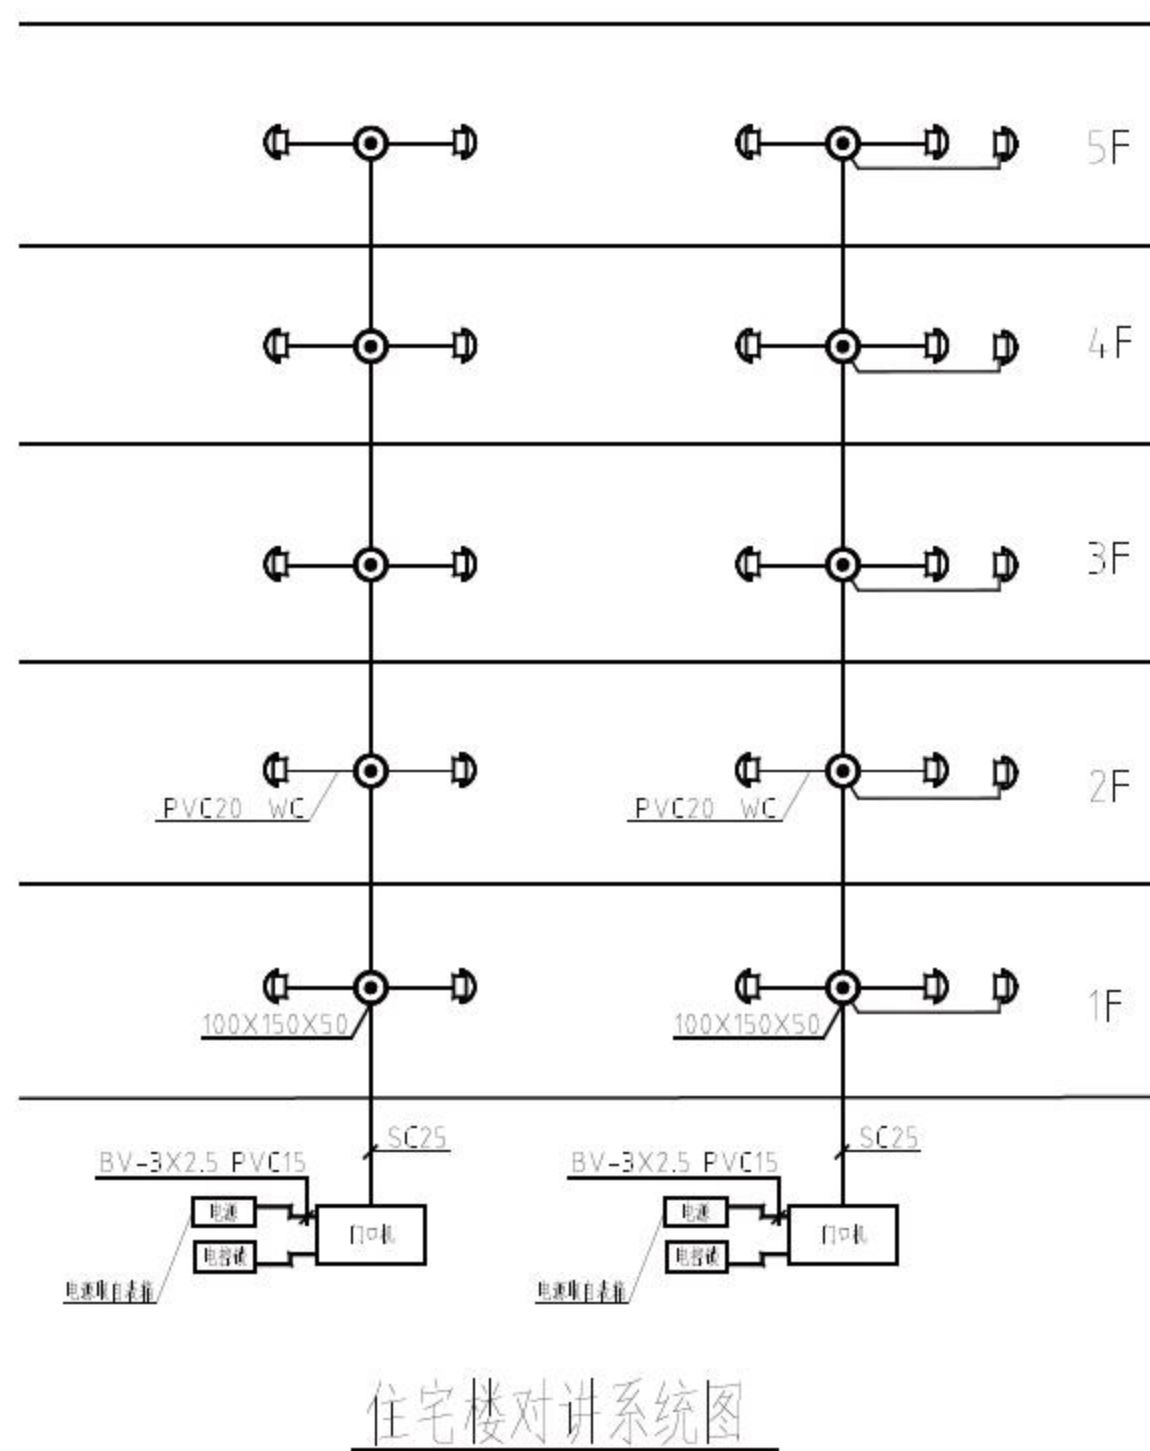 5F
4F
3F
2F
PVC20 WC
PVC20 WC
1F
100X150X50
100X150X50
SC25
SC25
BV-3X2.5 PVC15
BV-3X2.5 PVC15
电源
门口机
电源
门口机
电控锁
电控锁
电源取自表箱
电源取自表箱
住宅楼对讲系统图